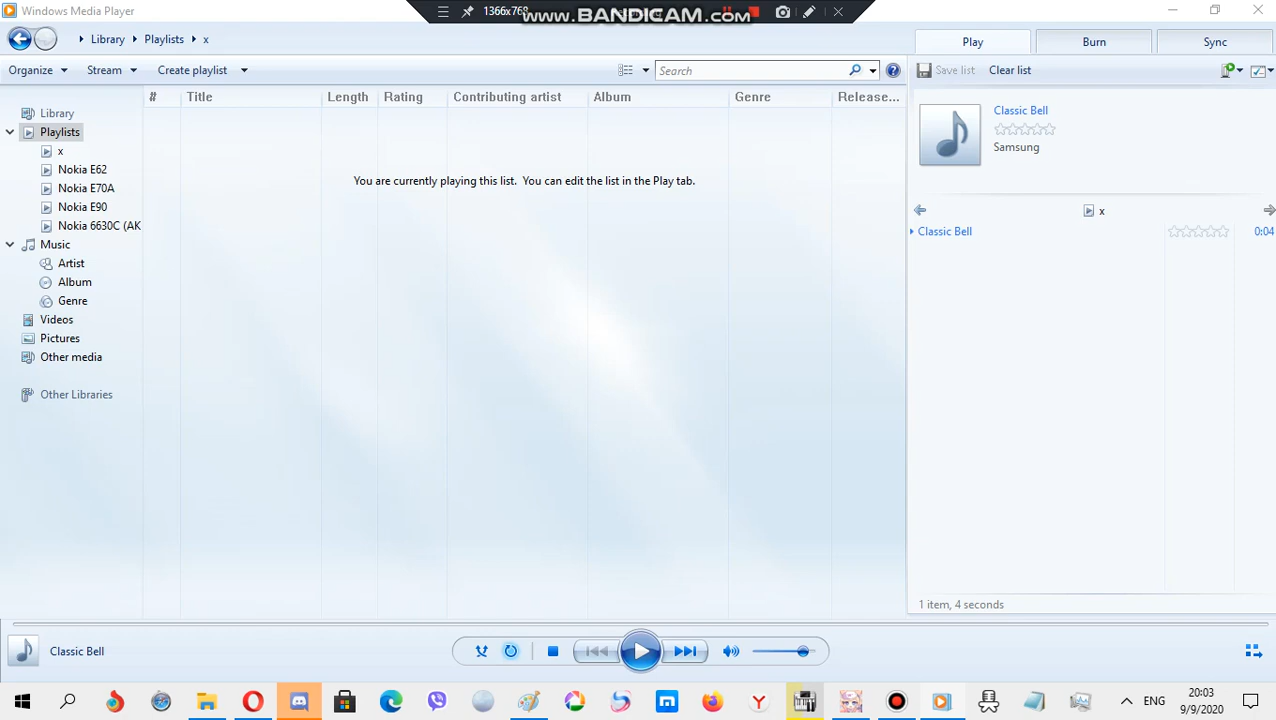 Windows Media Player
1366x768
www.BANDICAM.com
Library
Playlists
x
Play
Burn
Sync
Organize
Stream
Create playlist
Search
Save list
Clear list
#
Title
Length
Rating
Contributing artist
Album
Genre
Release...
Library
Playlists
x
Nokia E62
Nokia E70A
Nokia E90
Nokia 6630C (AK
Music
Artist
Album
Genre
Videos
Pictures
Other media
Other Libraries
You are currently playing this list. You can edit the list in the Play tab.
Classic Bell
Samsung
x
Classic Bell
0:04
1 item, 4 seconds
Classic Bell
ENG
20:03
9/9/2020